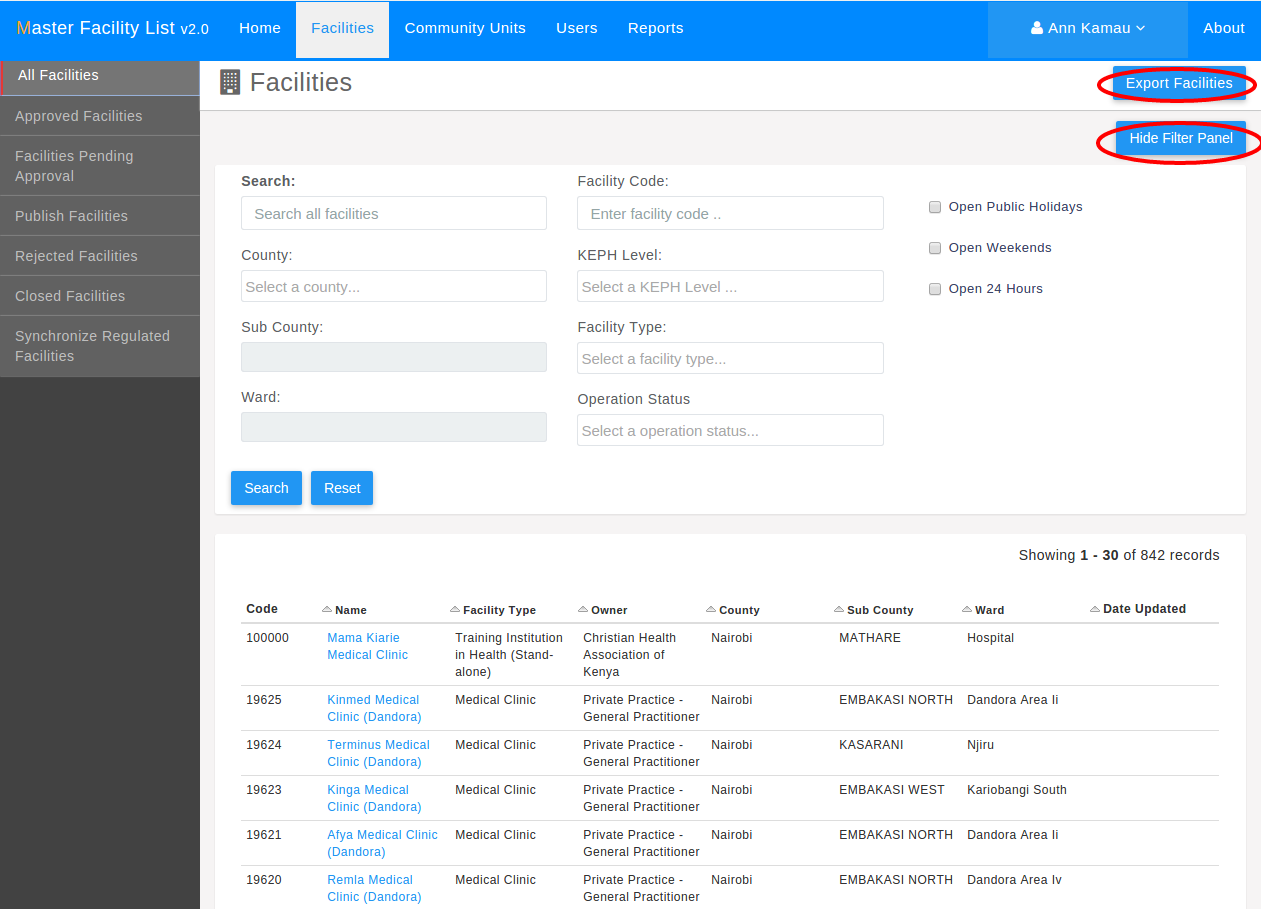 Master Facility List v2.0 Home Facilities Community Units Users Reports Ann Kamau About
All Facilities
Approved Facilities
Facilities Pending
Approval
Publish Facilities
Rejected Facilities
Closed Facilities
Synchronize Regulated
Facilities
Facilities Export Facilities
Hide Filter Panel
Search: Facility Code:
Search all facilities Enter facility code .. Open Public Holidays
County: KEPH Level: Open Weekends
Select a county... Select a KEPH Level ... Open 24 Hours
Sub County: Facility Type:
Select a facility type...
Ward: Operation Status
Select a operation status...
Search Reset
Showing 1 - 30 of 842 records
Code Name Facility Type Owner County Sub County Ward Date Updated
100000 Mama Kiarie Training Institution Christian Health Nairobi MATHARE Hospital
Medical Clinic in Health (Stand- Association of
alone) Kenya
19625 Kinmed Medical Medical Clinic Private Practice - Nairobi EMBAKASI NORTH Dandora Area Ii
Clinic (Dandora) General Practitioner
19624 Terminus Medical Medical Clinic Private Practice - Nairobi KASARANI Njiru
Clinic (Dandora) General Practitioner
19623 Kinga Medical Medical Clinic Private Practice - Nairobi EMBAKASI WEST Kariobangi South
Clinic (Dandora) General Practitioner
19621 Afya Medical Clinic Medical Clinic Private Practice - Nairobi EMBAKASI NORTH Dandora Area Ii
(Dandora) General Practitioner
19620 Remla Medical Medical Clinic Private Practice - Nairobi EMBAKASI NORTH Dandora Area Iv
Clinic (Dandora) General Practitioner